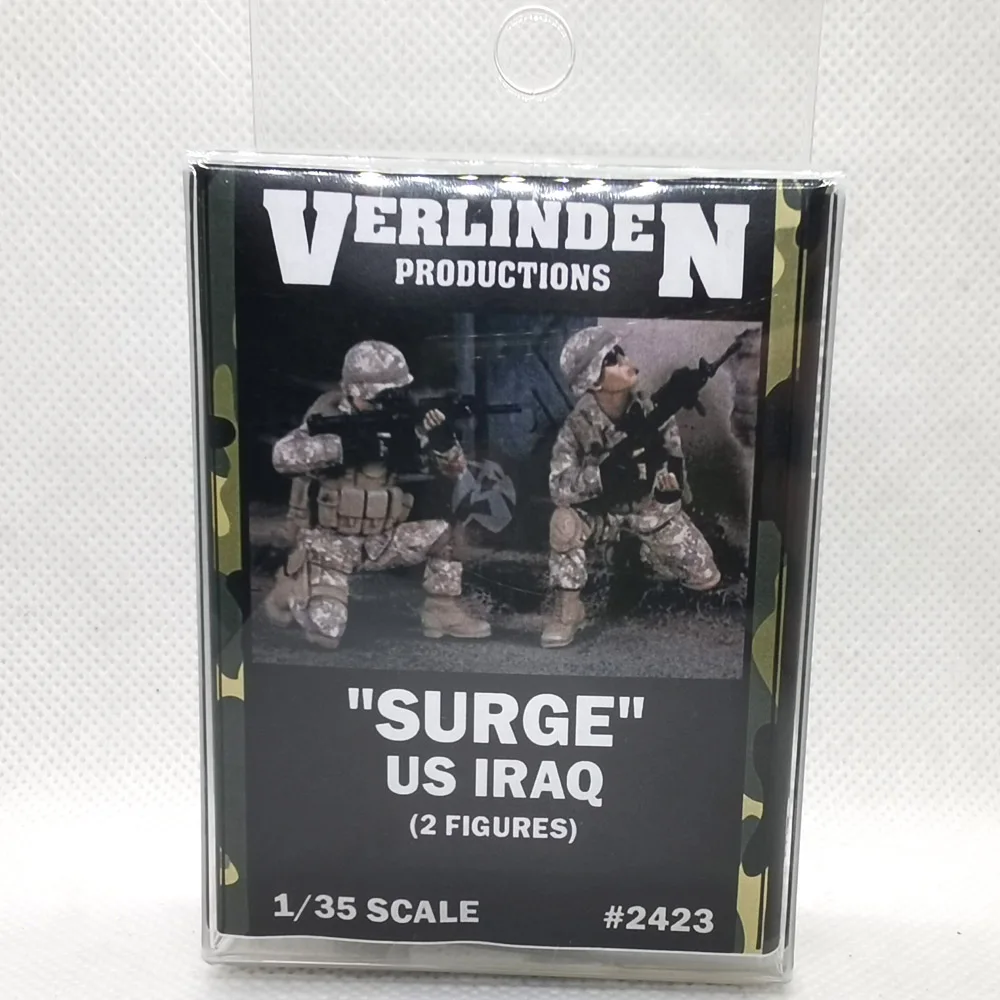 VERLINDEN
PRODUCTIONS
"SURGE"
US IRAQ
(2 FIGURES)
1/35 SCALE
#2423